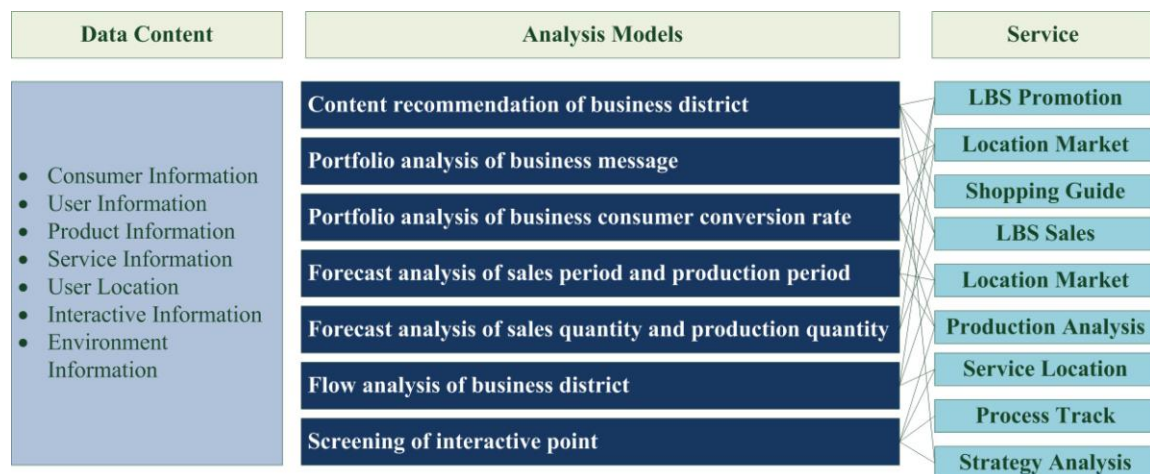 Data Content
Analysis Models
Service
• Consumer Information
• User Information
• Product Information
• Service Information
• User Location
• Interactive Information
• Environment
Information
Content recommendation of business district
Portfolio analysis of business message
Portfolio analysis of business consumer conversion rate
Forecast analysis of sales period and production period
Forecast analysis of sales quantity and production quantity
Flow analysis of business district
Screening of interactive point
LBS Promotion
Location Market
Shopping Guide
LBS Sales
Location Market
Production Analysis
Service Location
Process Track
Strategy Analysis